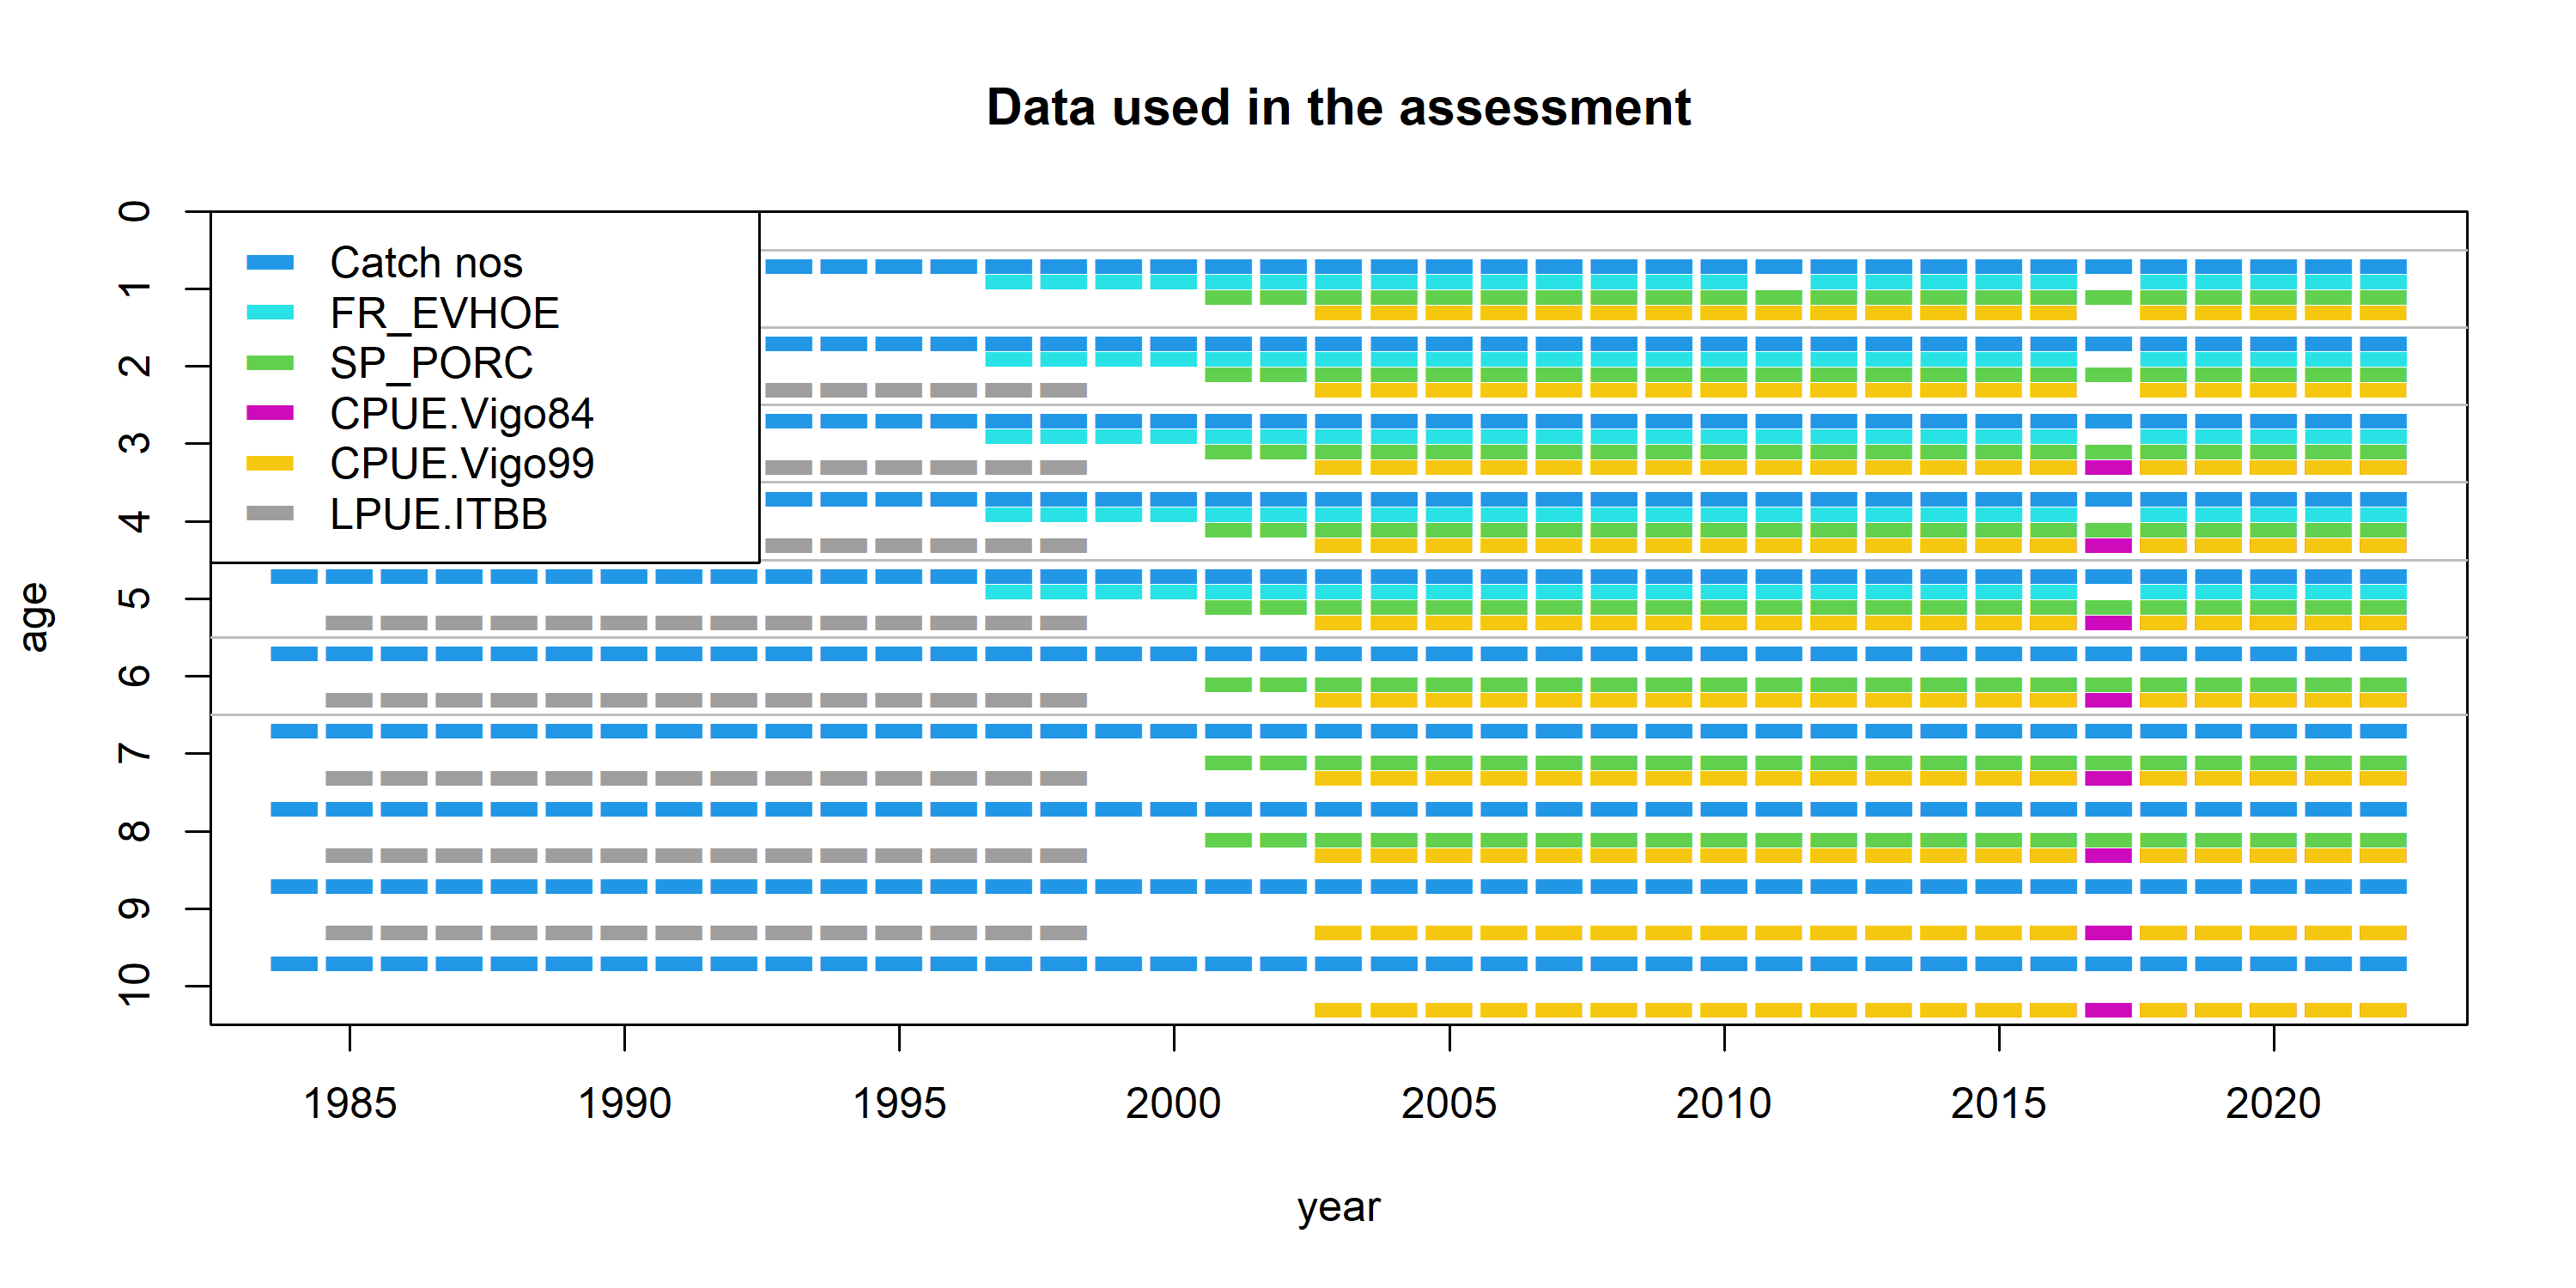 Data used in the assessment
Catch nos
FR_EVHOE
SP_PORC
CPUE.Vigo84
CPUE.Vigo99
LPUE.ITBB
age
0
1
2
3
4
5
6
7
8
9
10
1985 1990 1995 2000 2005 2010 2015 2020
year